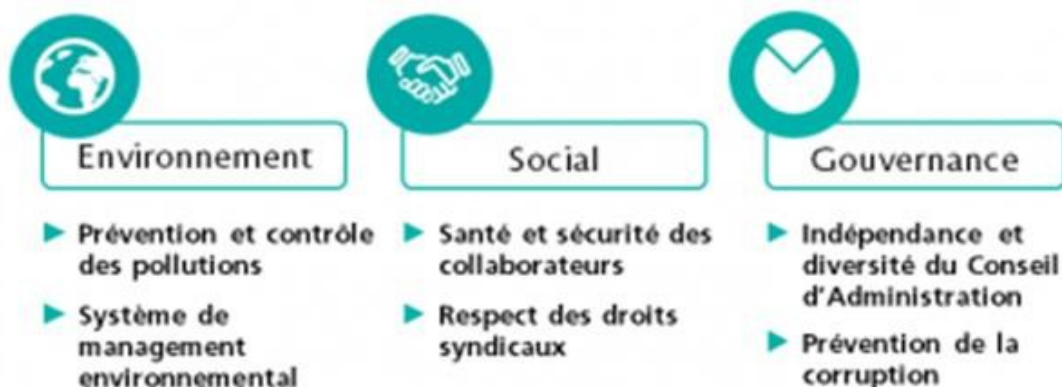 Environnement
Prévention et contrôle
des pollutions
Système de
management
environnemental
Social
Santé et sécurité des
collaborateurs
Respect des droits
syndicaux
Gouvernance
Indépendance et
diversité du Conseil
d'Administration
Prévention de la
corruption